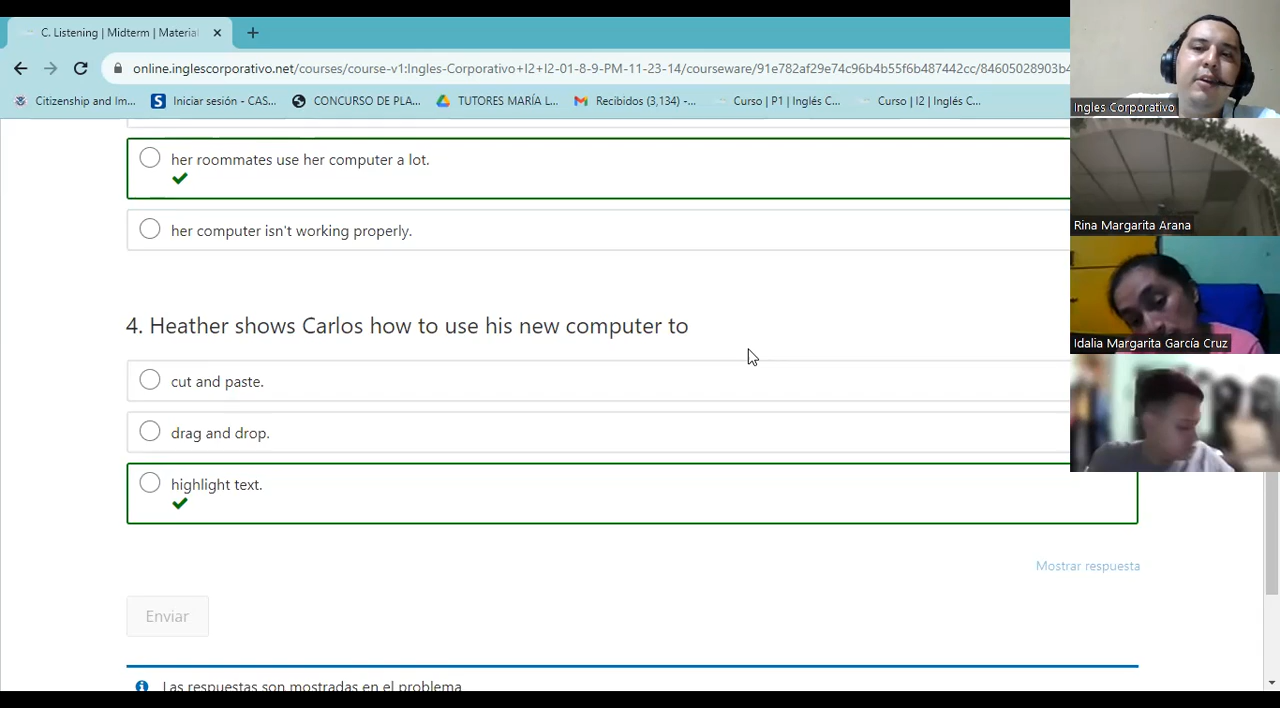 C. Listening | Midterm | Material
online.inglescorporativo.net/courses/course-v1:Ingles-Corporativo+I2+I2-01-8-9-PM-11-23-14/courseware/91e782af29e74c96b4b55f6b487442cc/84605028903b4
Citizenship and Im... Iniciar sesión - CAS... CONCURSO DE PLA... TUTORES MARÍA L... Recibidos (3,134) -... Curso | P1 | Inglés C... Curso | I2 | Inglés C...
Ingles Corporativo
her roommates use her computer a lot.
her computer isn't working properly.
Rina Margarita Arana
4. Heather shows Carlos how to use his new computer to
Idalia Margarita García Cruz
cut and paste.
drag and drop.
highlight text.
Mostrar respuesta
Enviar
Las respuestas son mostradas en el problema